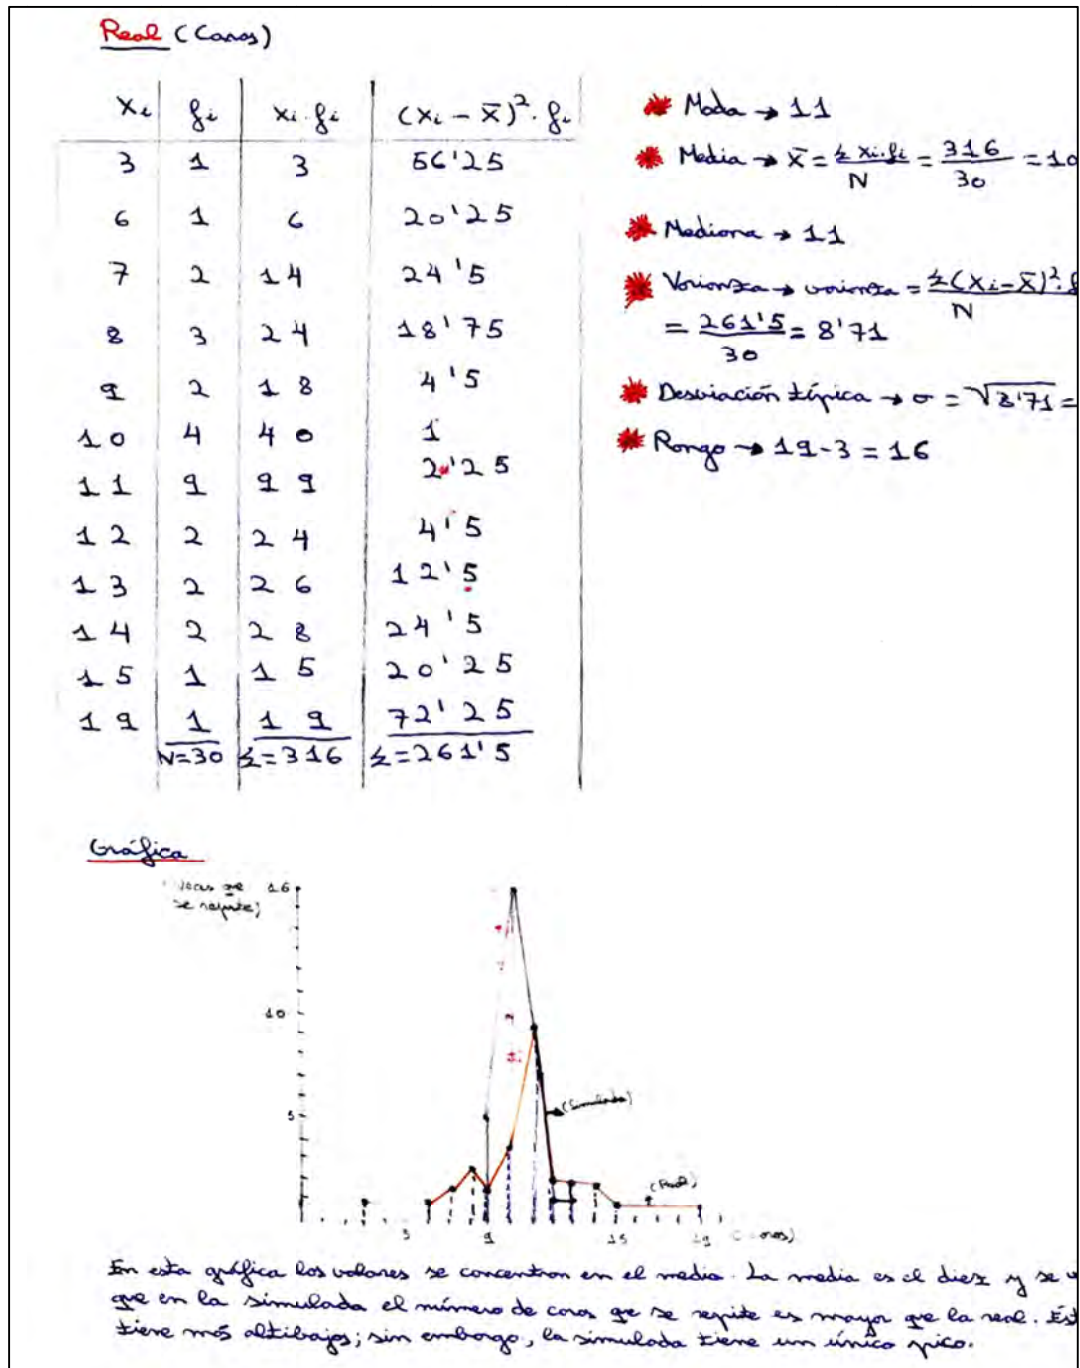 Real (Caras)
xi fi xi·fi (xi - x̄)²·fi
3 1 3 56'25
6 1 6 20'25
7 2 14 24'5
8 3 24 18'75
9 2 18 4'5
10 4 40 1
11 9 99 2'25
12 2 24 4'5
13 2 26 12'5
14 2 28 24'5
15 1 15 20'25
19 1 19 72'25
N=30 Σ=316 Σ=261'5
Moda → 11
Media → x̄ = Σ xi·fi / N = 316 / 30 = 10
Mediana → 11
Varianza → varianza = Σ(xi-x̄)²·f / N
= 261'5 / 30 = 8'71
Desviación típica → σ = √8'71 =
Rango → 19-3 = 16
Gráfica
veces que
se repite)
16
10
5
(Simulada)
(Real)
9 15 19
En esta gráfica los valores se concentran en el medio. La media es el diez y se
que en la simulada el número de caras qe se repite es mayor qe la real. Ést
tiene más altibajos; sin embargo, la simulada tiene un único pico.